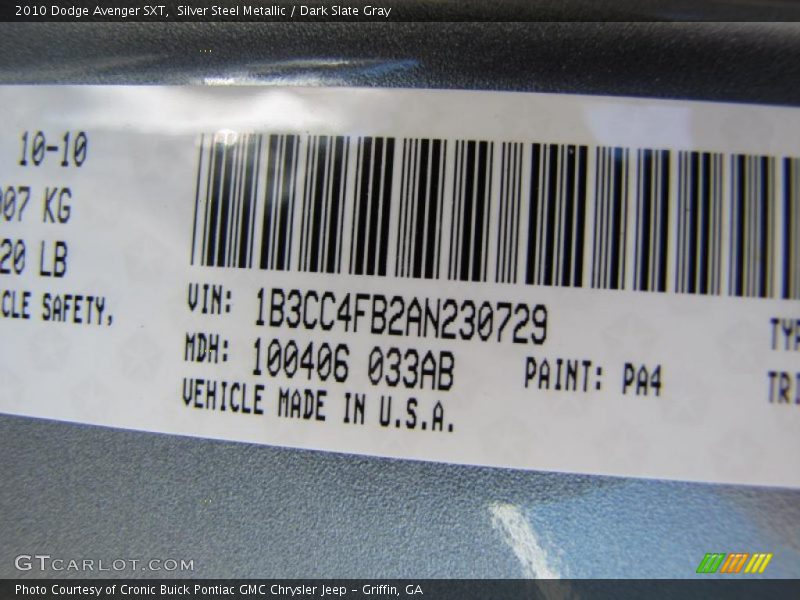 2010 Dodge Avenger SXT,  Silver Steel Metallic / Dark Slate Gray
10-10
07 KG
20 LB
CLE SAFETY,
VIN: 1B3CC4FB2AN230729
MDH: 100406 033AB
PAINT: PA4
VEHICLE MADE IN U.S.A.
GTCARLOT.COM
Photo Courtesy of Cronic Buick Pontiac GMC Chrysler Jeep - Griffin, GA